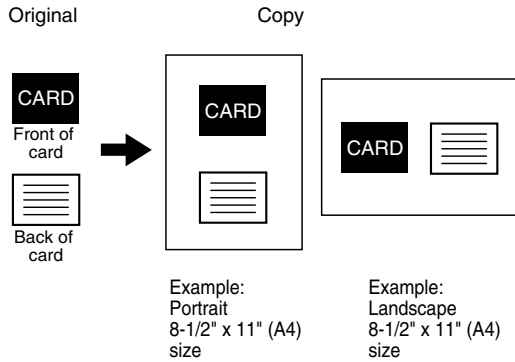 Original
Copy
CARD
Front of
card
Back of
card
CARD
CARD
Example:
Portrait
8-1/2" x 11" (A4)
size
Example:
Landscape
8-1/2" x 11" (A4)
size